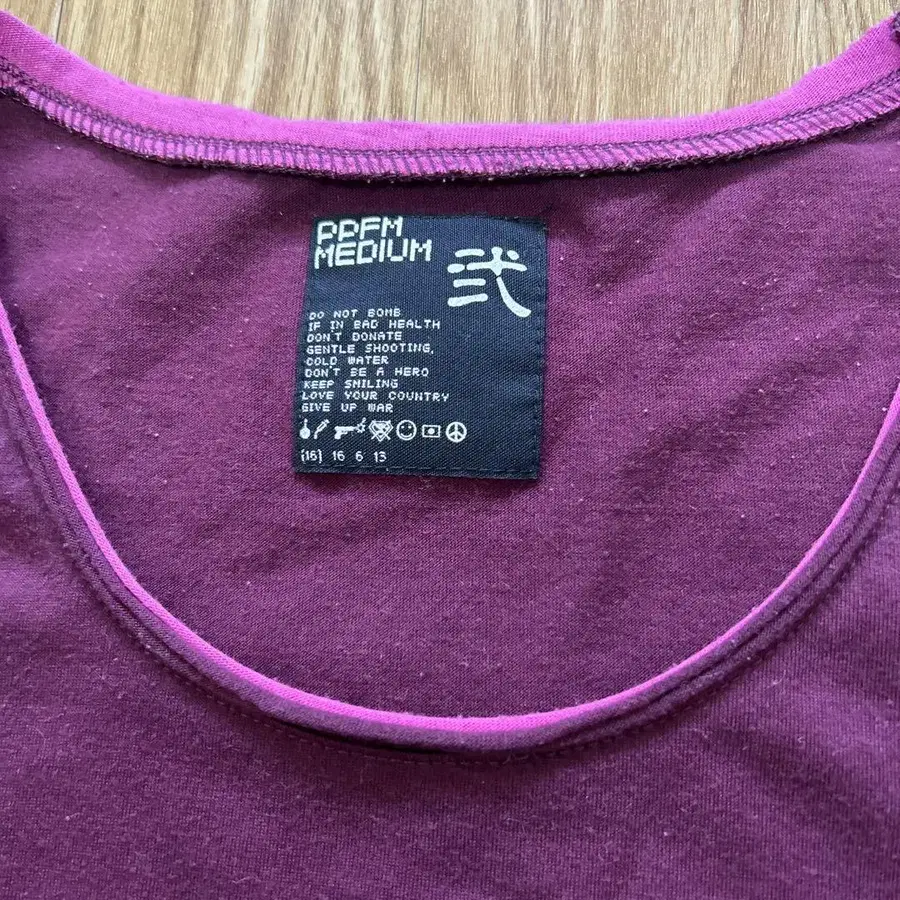 PPFM
MEDIUM
弐
DO NOT BOMB
IF IN BAD HEALTH
DON'T DONATE
GENTLE SHOOTING,
COLD WATER
DON'T BE A HERO
KEEP SMILING
LOVE YOUR COUNTRY
GIVE UP WAR
[16] 16 6 13